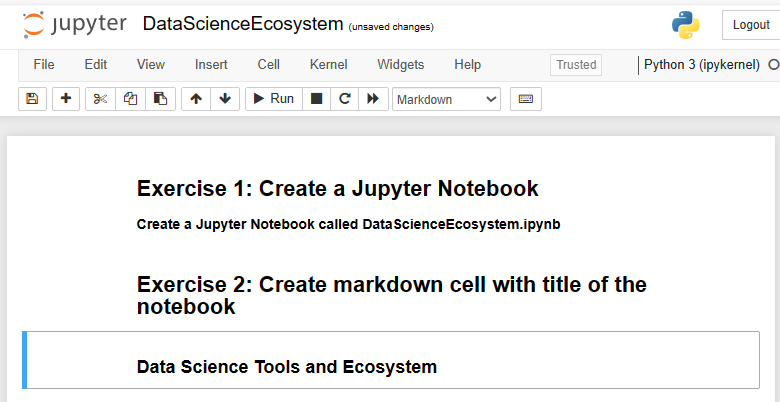 jupyter DataScienceEcosystem (unsaved changes) Logout
File Edit View Insert Cell Kernel Widgets Help Trusted Python 3 (ipykernel)
Run Markdown
Exercise 1: Create a Jupyter Notebook
Create a Jupyter Notebook called DataScienceEcosystem.ipynb
Exercise 2: Create markdown cell with title of the
notebook
Data Science Tools and Ecosystem